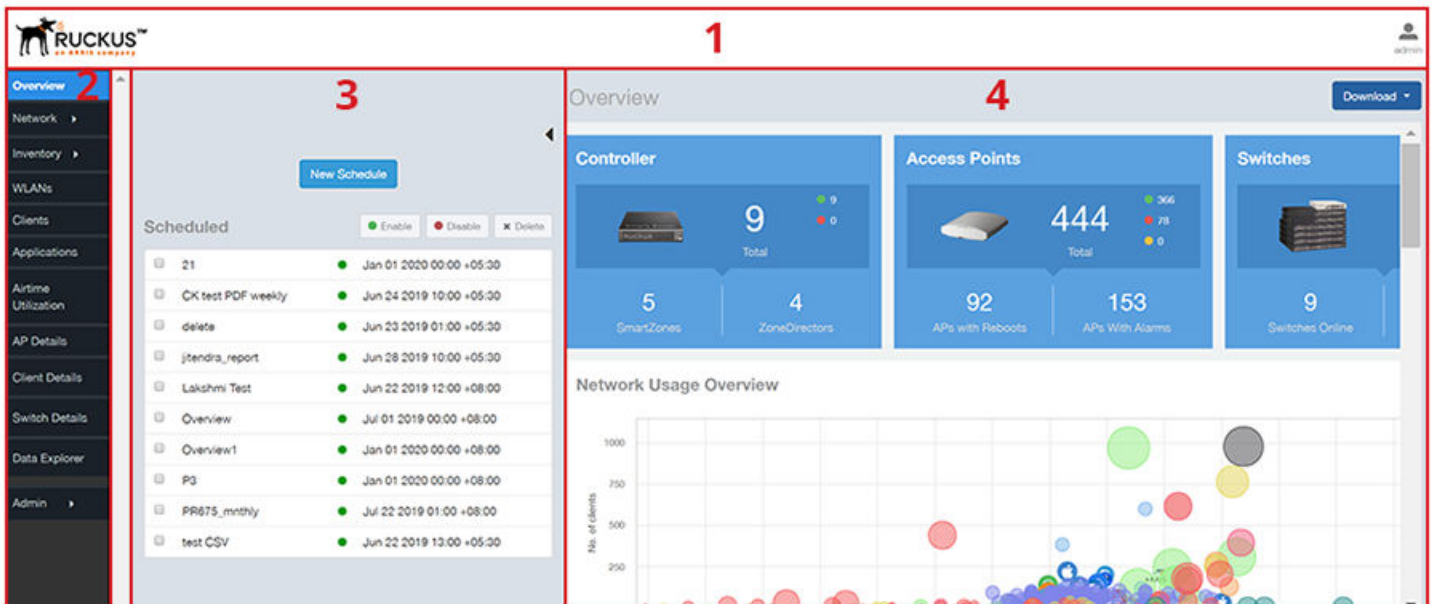 RUCKUS™
an ARRIS company
1
admin
2
Overview
Network
Inventory
WLANs
Clients
Applications
Airtime
Utilization
AP Details
Client Details
Switch Details
Data Explorer
Admin
3
New Schedule
Scheduled
Enable
Disable
Delete
21 Jan 01 2020 00:00 +05:30
CK test PDF weekly Jun 24 2019 10:00 +05:30
delete Jun 23 2019 01:00 +05:30
jitendra_report Jun 28 2019 10:00 +05:30
Lakshmi Test Jun 22 2019 12:00 +08:00
Overview Jul 01 2019 00:00 +08:00
Overview1 Jan 01 2020 00:00 +08:00
P3 Jan 01 2020 00:00 +08:00
PR675_mnthly Jul 22 2019 01:00 +08:00
test CSV Jun 22 2019 13:00 +05:30
4
Overview
Download
Controller
9
Total
9
0
5
SmartZones
4
ZoneDirectors
Access Points
444
Total
366
78
0
92
APs with Reboots
153
APs With Alarms
Switches
9
Switches Online
Network Usage Overview
No. of clients
1000
750
500
250